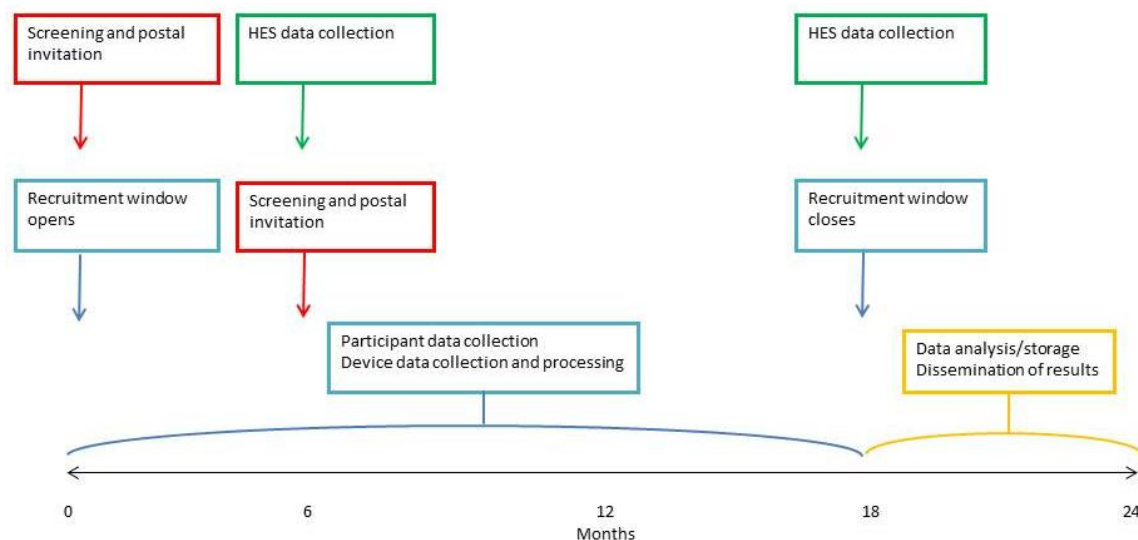 Screening and postal
invitation
HES data collection
HES data collection
Recruitment window
opens
Screening and postal
invitation
Recruitment window
closes
Participant data collection
Device data collection and processing
Data analysis/storage
Dissemination of results
0
6
12
18
24
Months